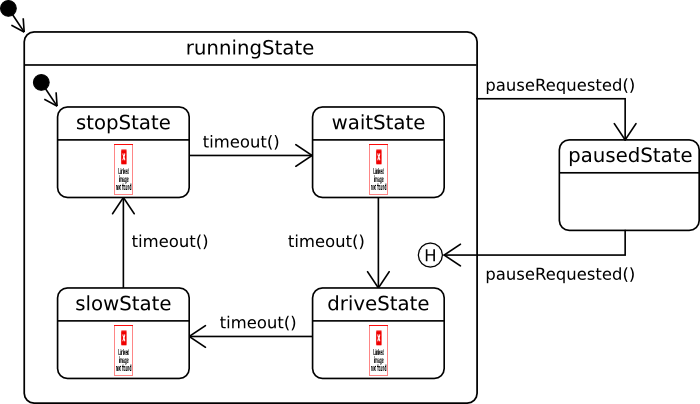 runningState
stopState
timeout()
waitState
pauseRequested()
pausedState
x
Linked
image
not found
x
Linked
image
not found
timeout()
timeout()
H
pauseRequested()
slowState
timeout()
driveState
x
Linked
image
not found
x
Linked
image
not found